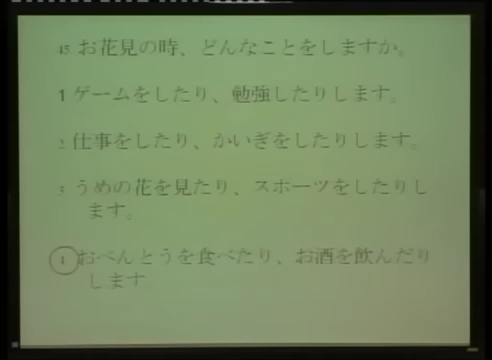 45 お花見の時、どんなことをしますか。
1 ゲームをしたり、勉強したりします。
2 仕事をしたり、かいぎをしたりします。
3 うめの花を見たり、スポーツをしたりし
ます。
4 おべんとうを食べたり、お酒を飲んだり
します